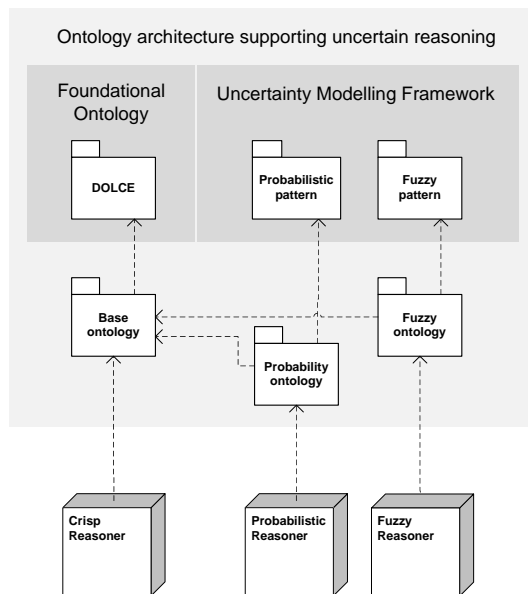 Ontology architecture supporting uncertain reasoning
Foundational
Ontology
Uncertainty Modelling Framework
DOLCE
Probabilistic
pattern
Fuzzy
pattern
Base
ontology
Fuzzy
ontology
Probability
ontology
Crisp
Reasoner
Probabilistic
Reasoner
Fuzzy
Reasoner